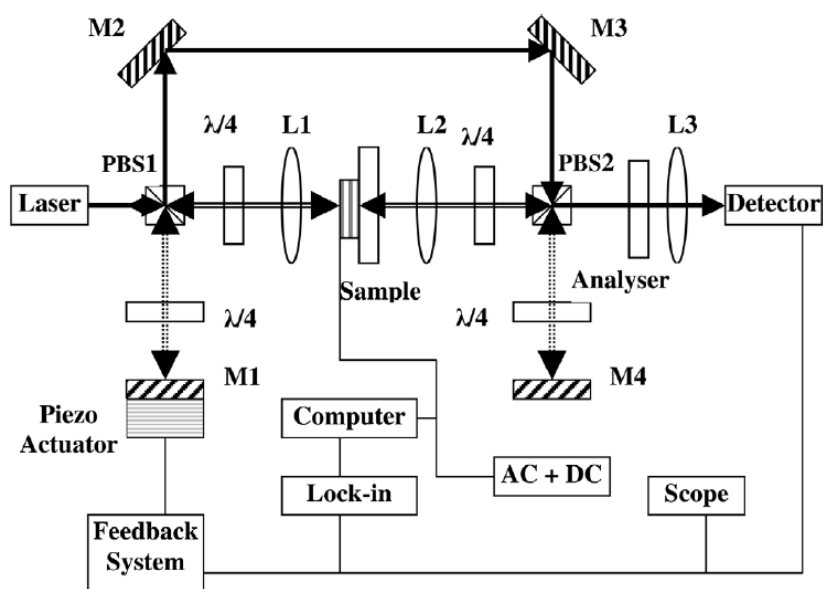 M2
M3
λ/4
L1
L2
λ/4
PBS1
PBS2
Laser
Detector
Sample
Analyser
λ/4
λ/4
M1
M4
Piezo
Actuator
Computer
AC + DC
Lock-in
Scope
Feedback
System